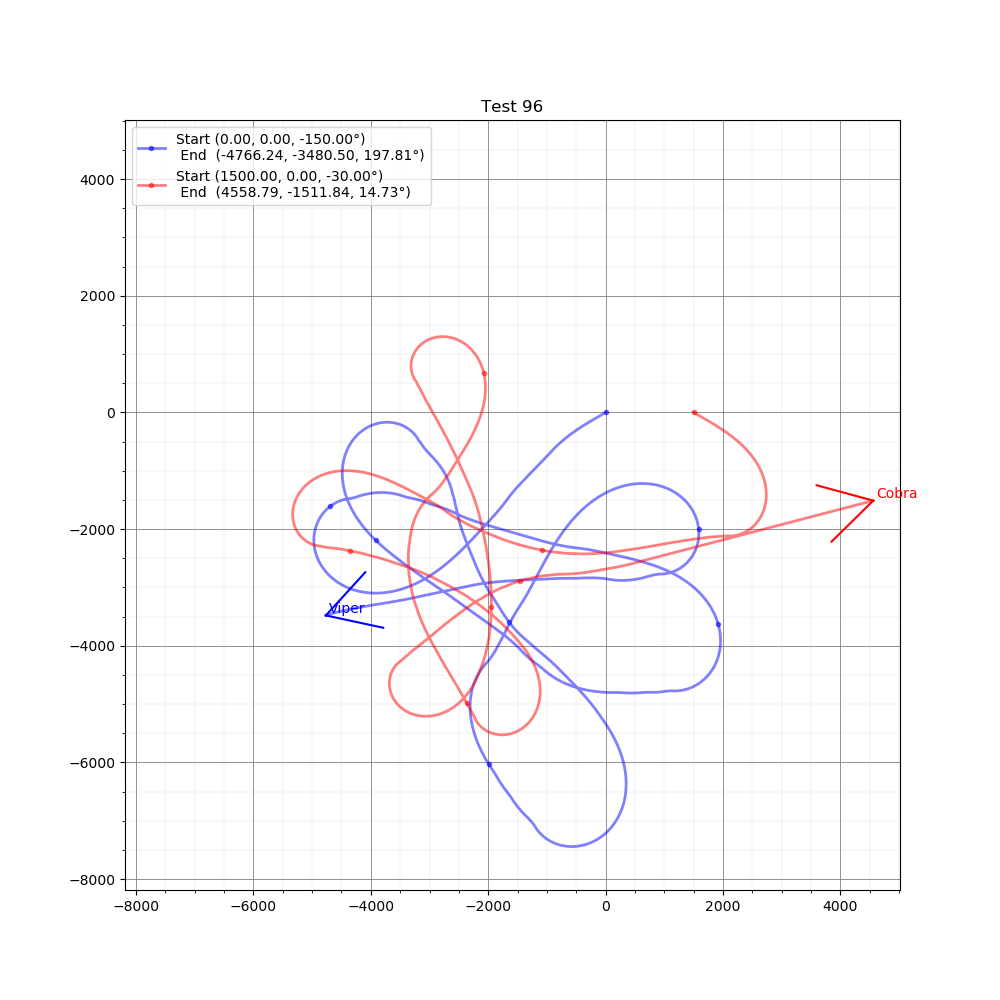 Test 96
Start (0.00, 0.00, -150.00°)
End (-4766.24, -3480.50, 197.81°)
Start (1500.00, 0.00, -30.00°)
End (4558.79, -1511.84, 14.73°)
4000
2000
0
−2000
−4000
−6000
−8000
Cobra
Viper
−8000 −6000 −4000 −2000 0 2000 4000